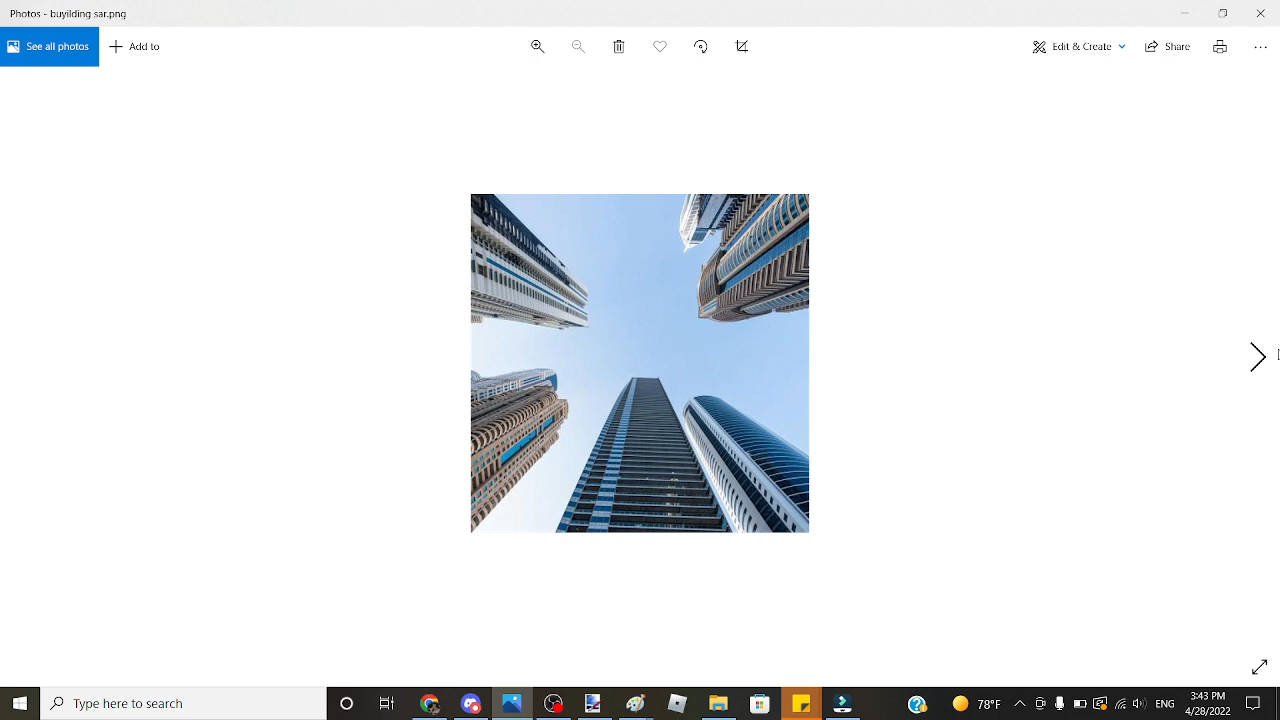 Photos - buyilding sar.png
See all photos
Add to
Edit & Create
Share
Type here to search
78°F
ENG
3:43 PM
4/28/2022